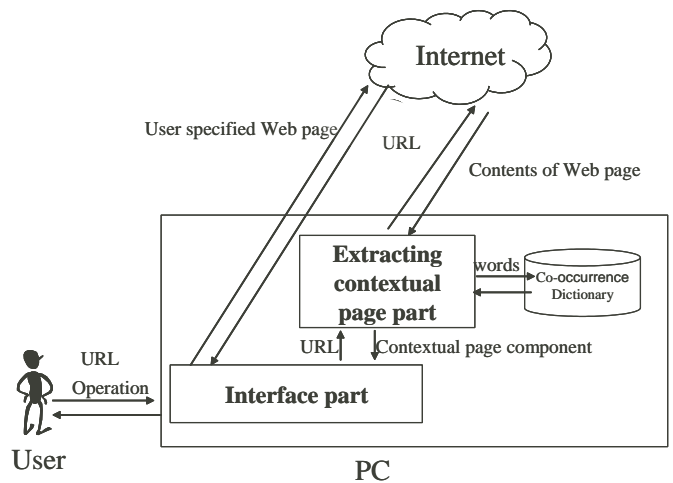 Internet
User specified Web page
URL
Contents of Web page
Extracting
contextual
page part
words
Co-occurrence
Dictionary
URL
Contextual page component
URL
Operation
Interface part
User
PC